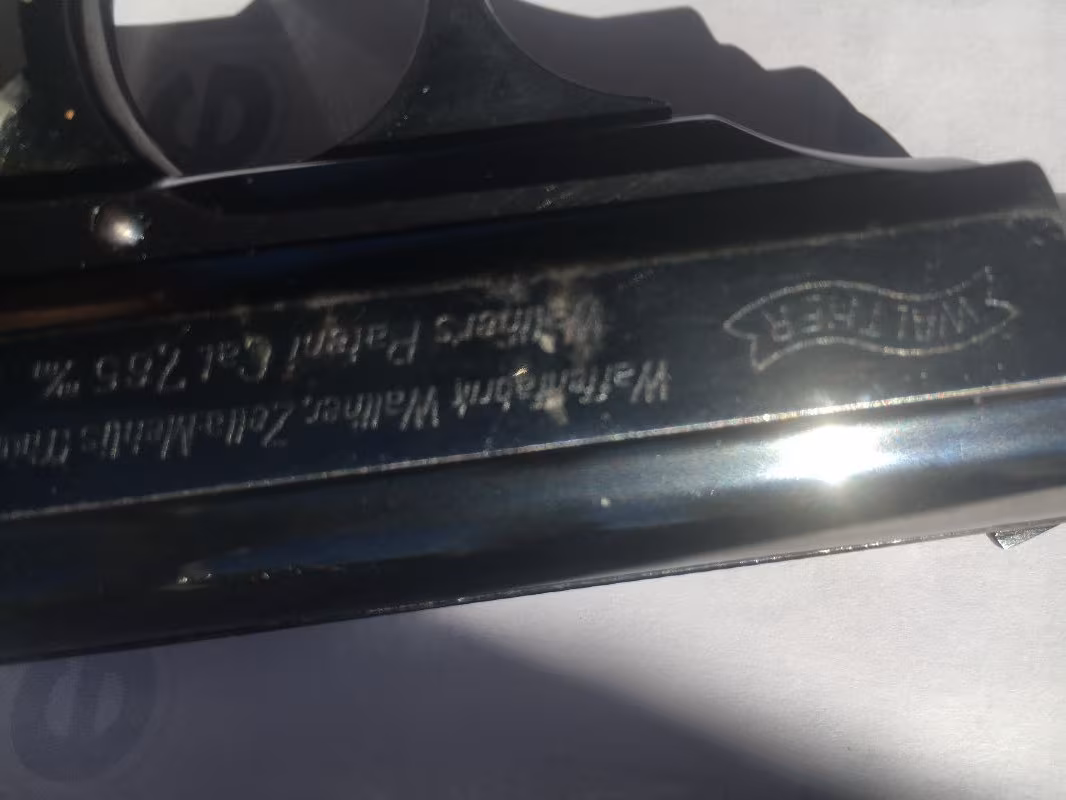 WALTHER
Waffenfabrik Walther, Zella-Mehlis
Walther's Patent Cal. 7,65 m/m